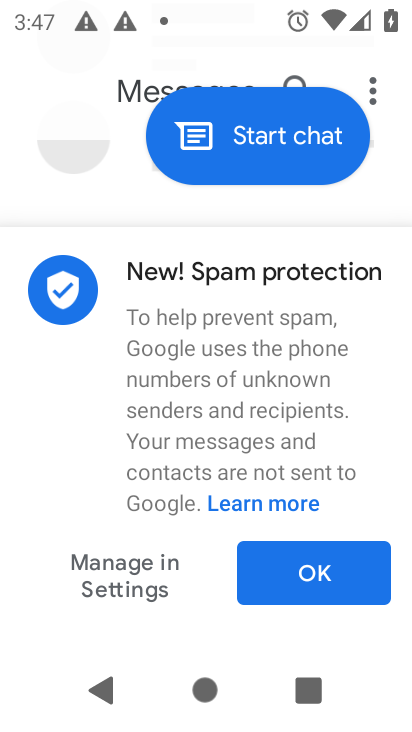 3:47
Messages
Start chat
New! Spam protection
To help prevent spam,
Google uses the phone
numbers of unknown
senders and recipients.
Your messages and
contacts are not sent to
Google. Learn more
Manage in
Settings
OK